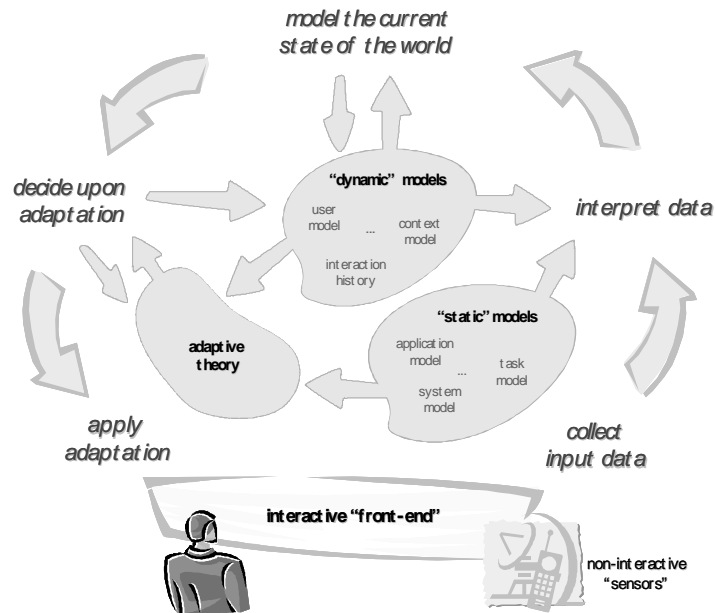 model the current
state of the world
decide upon
adaptation
"dynamic" models
user
model
...
context
model
interaction
history
interpret data
adaptive
theory
"static" models
application
model
...
task
model
system
model
apply
adaptation
collect
input data
interactive "front-end"
non-interactive
"sensors"